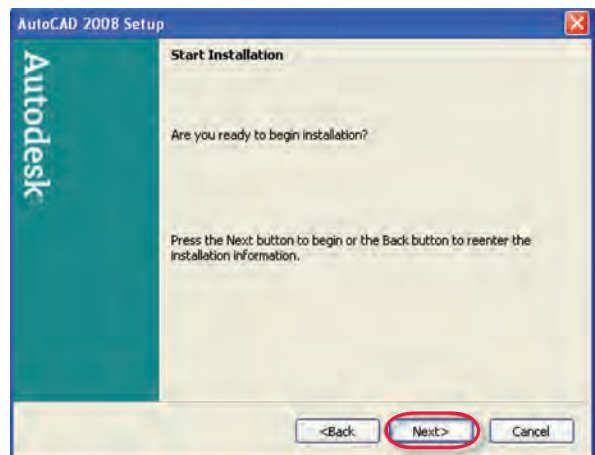 AutoCAD 2008 Setup
Autodesk
Start Installation
Are you ready to begin installation?
Press the Next button to begin or the Back button to reenter the
installation information.
<Back
Next>
Cancel